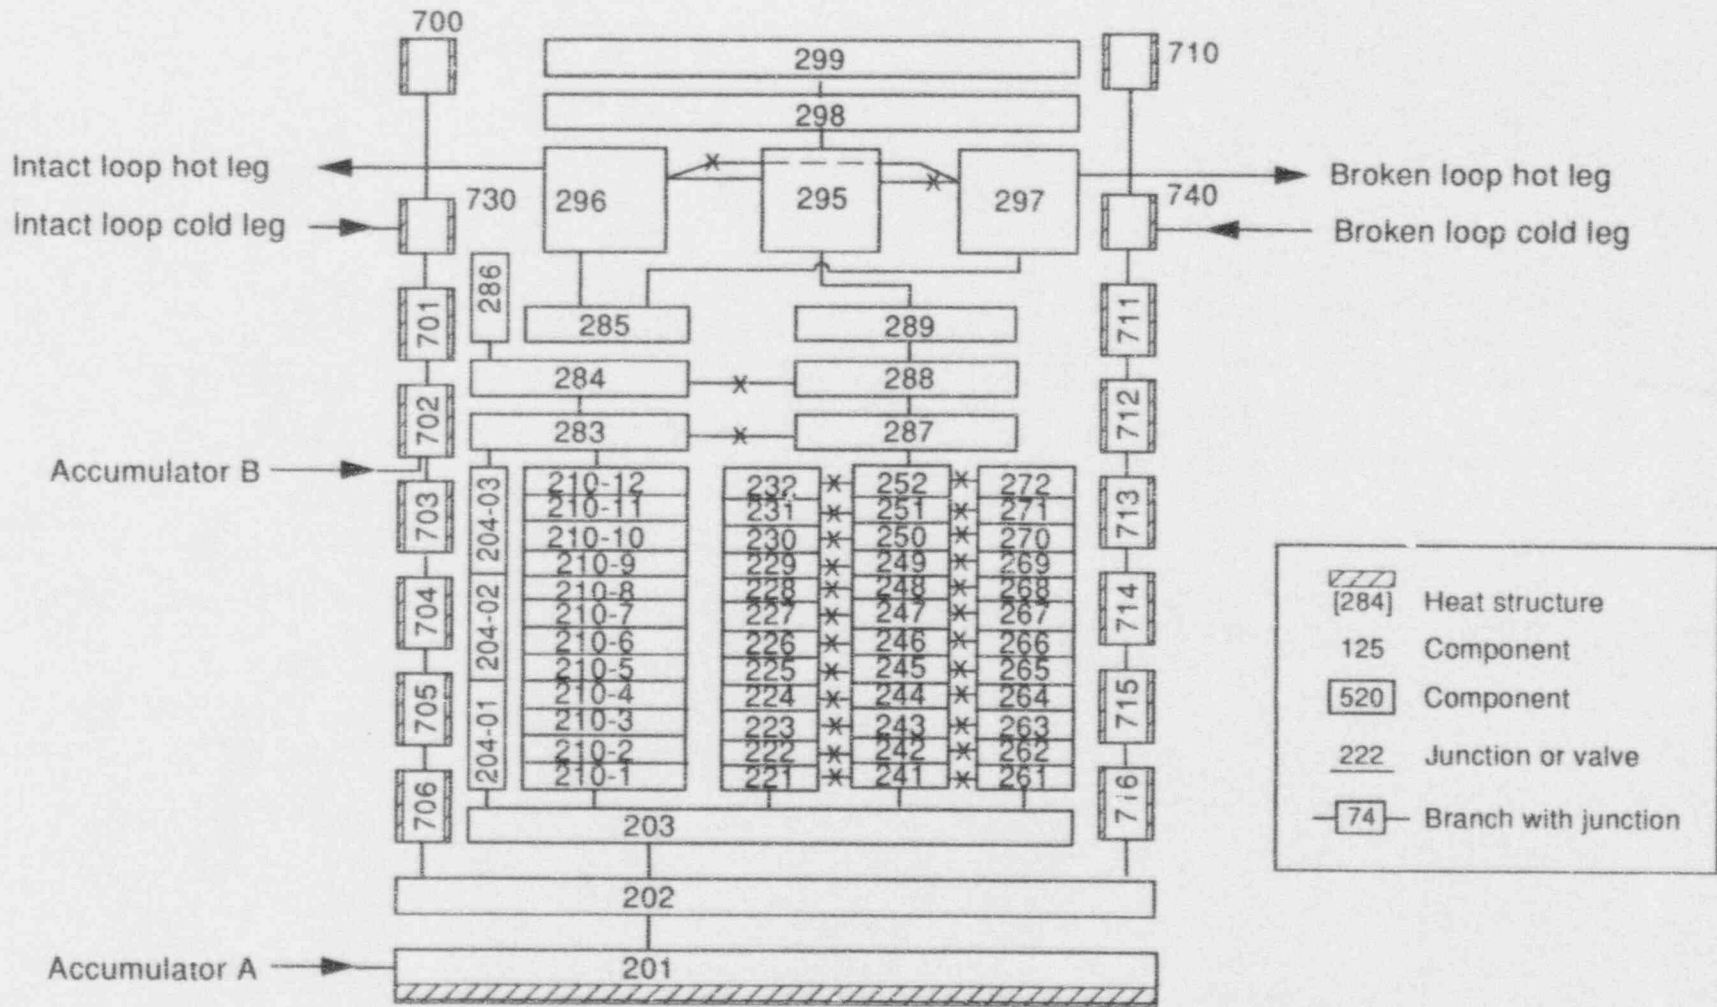 700
299
710
298
Intact loop hot leg
Broken loop hot leg
730
296
295
297
740
Intact loop cold leg
Broken loop cold leg
286
701
285
289
711
284
288
702
283
287
712
Accumulator B
703
204-03
210-12 232 252 272
210-11 231 251 271
210-10 230 250 270
210-9 229 249 269
713
704
204-02
210-8 228 248 268
210-7 227 247 267
210-6 226 246 266
210-5 225 245 265
714
705
204-01
210-4 224 244 264
210-3 223 243 263
210-2 222 242 262
210-1 221 241 261
715
706
203
716
202
Accumulator A
201
[284] Heat structure
125 Component
520 Component
222 Junction or valve
74 Branch with junction